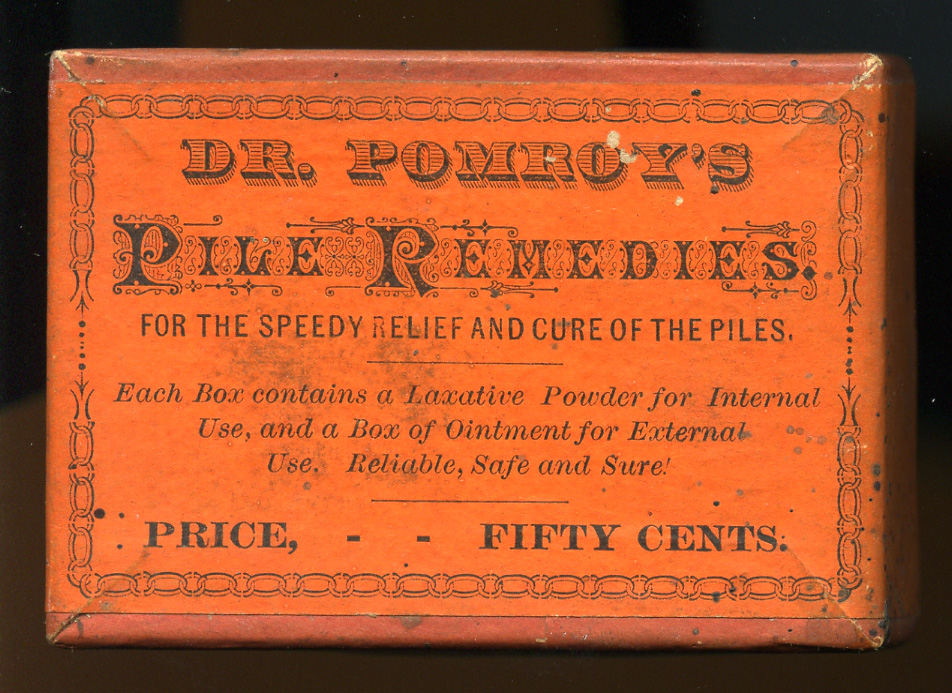 DR. POMROY'S
PILE REMEDIES.
FOR THE SPEEDY RELIEF AND CURE OF THE PILES.
Each Box contains a Laxative Powder for Internal
Use, and a Box of Ointment for External
Use. Reliable, Safe and Sure!
PRICE, - - FIFTY CENTS.